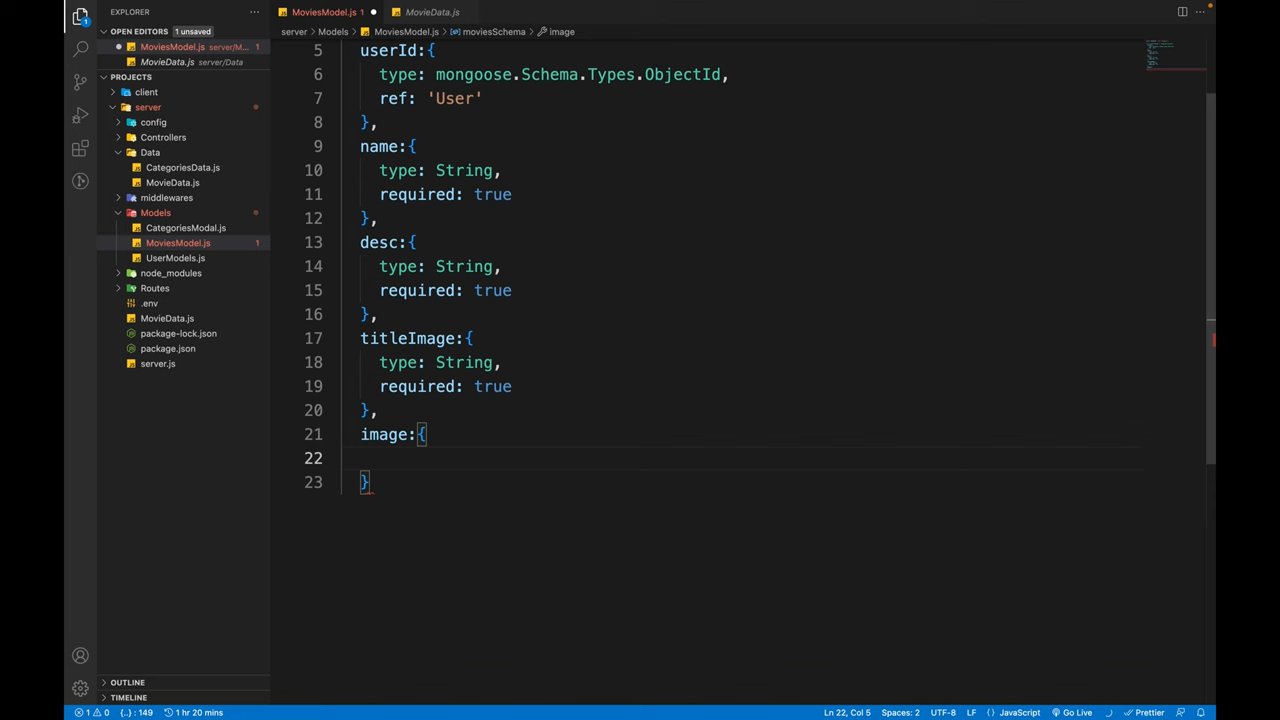 EXPLORER ···
MoviesModel.js 1 ●
MovieData.js
···
OPEN EDITORS 1 unsaved
● MoviesModel.js server/M... 1
MovieData.js server/Data
server > Models > MoviesModel.js > moviesSchema > image
PROJECTS
client
server
config
Controllers
Data
CategoriesData.js
MovieData.js
middlewares
Models
CategoriesModal.js
MoviesModel.js 1
UserModels.js
node_modules
Routes
.env
MovieData.js
package-lock.json
package.json
server.js
OUTLINE
TIMELINE
5 userId:{
6 type: mongoose.Schema.Types.ObjectId,
7 ref: 'User'
8 },
9 name:{
10 type: String,
11 required: true
12 },
13 desc:{
14 type: String,
15 required: true
16 },
17 titleImage:{
18 type: String,
19 required: true
20 },
21 image:{
22
23 }
1 0 {..} : 149 1 hr 20 mins Ln 22, Col 5 Spaces: 2 UTF-8 LF {} JavaScript Go Live Prettier